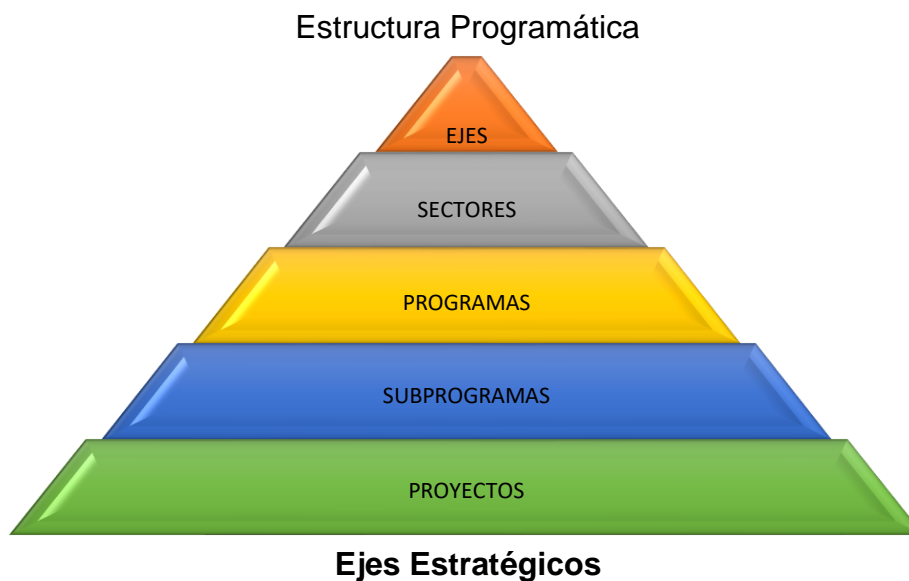 Estructura Programática
EJES
SECTORES
PROGRAMAS
SUBPROGRAMAS
PROYECTOS
Ejes Estratégicos